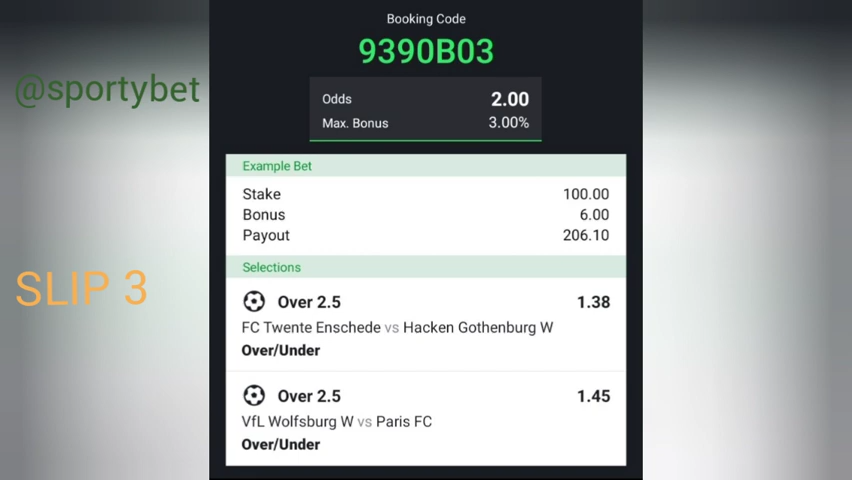 Booking Code
9390B03
@sportybet
Odds 2.00
Max. Bonus 3.00%
Example Bet
Stake 100.00
Bonus 6.00
Payout 206.10
Selections
SLIP 3
Over 2.5 1.38
FC Twente Enschede vs Hacken Gothenburg W
Over/Under
Over 2.5 1.45
VfL Wolfsburg W vs Paris FC
Over/Under